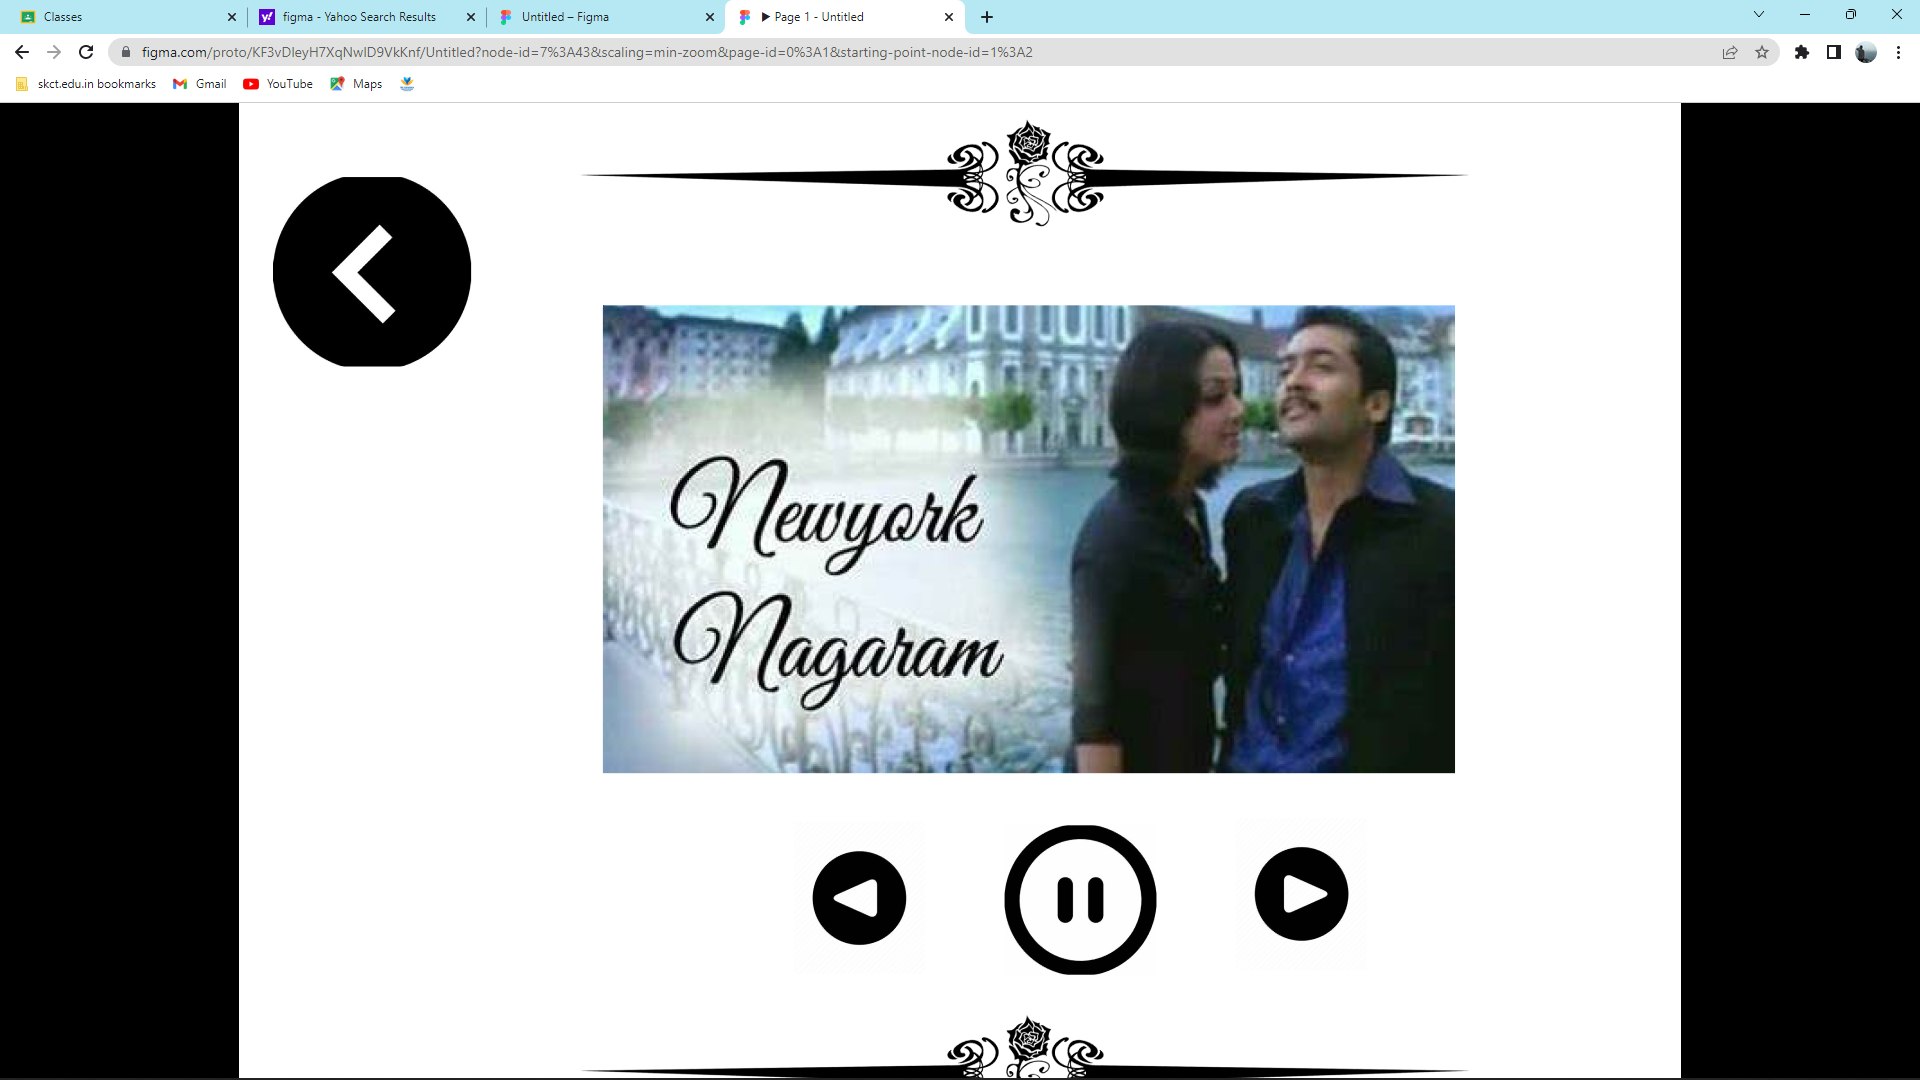 Classes
figma - Yahoo Search Results
Untitled – Figma
Page 1 - Untitled
figma.com/proto/KF3vDIeyH7XqNwID9VkKnf/Untitled?node-id=7%3A43&scaling=min-zoom&page-id=0%3A1&starting-point-node-id=1%3A2
skct.edu.in bookmarks
Gmail
YouTube
Maps
Newyork
Nagaram